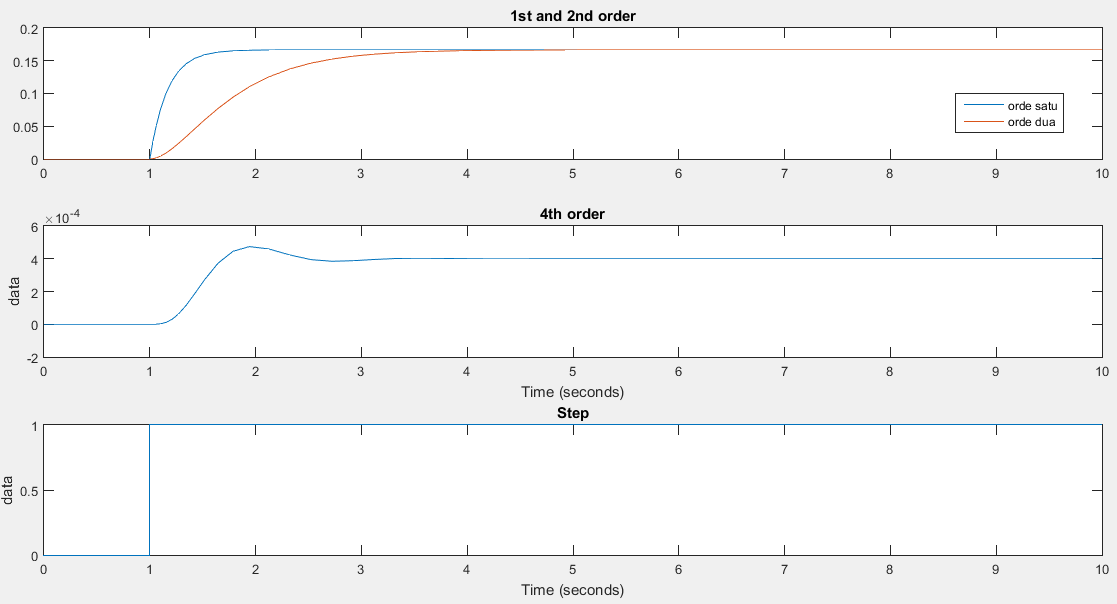 1st and 2nd order
0.2
0.15
0.1
0.05
0
orde satu
orde dua
0 1 2 3 4 5 6 7 8 9 10
4th order
×10-4
6
4
2
0
-2
data
0 1 2 3 4 5 6 7 8 9 10
Time (seconds)
Step
1
0.5
0
data
0 1 2 3 4 5 6 7 8 9 10
Time (seconds)